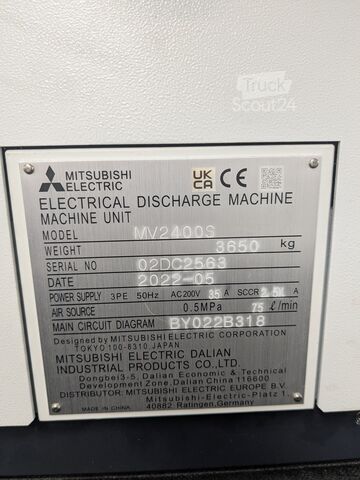 Truck
Scout24
MITSUBISHI
ELECTRIC
UK
CA CE
ELECTRICAL DISCHARGE MACHINE
MACHINE UNIT
MODEL MV2400S
WEIGHT 3650 kg
SERIAL NO 02DC2563
DATE 2022-05
POWER SUPPLY 3PE 50Hz AC200V 35 A SCCR 2.5k A
AIR SOURCE 0.5MPa 75 ℓ/min
MAIN CIRCUIT DIAGRAM BY022B316
Designed by MITSUBISHI ELECTRIC CORPORATION
TOKYO 100-8310, JAPAN
MITSUBISHI ELECTRIC DALIAN
INDUSTRIAL PRODUCTS CO.,LTD.
Dongbei3-5, Dalian Economic & Technical
Development Zone, Dalian China 116600
DISTRIBUTOR: MITSUBISHI ELECTRIC EUROPE B.V.
Mitsubishi-Electric-Platz 1.
MADE IN CHINA 40882 Ratingen, Germany